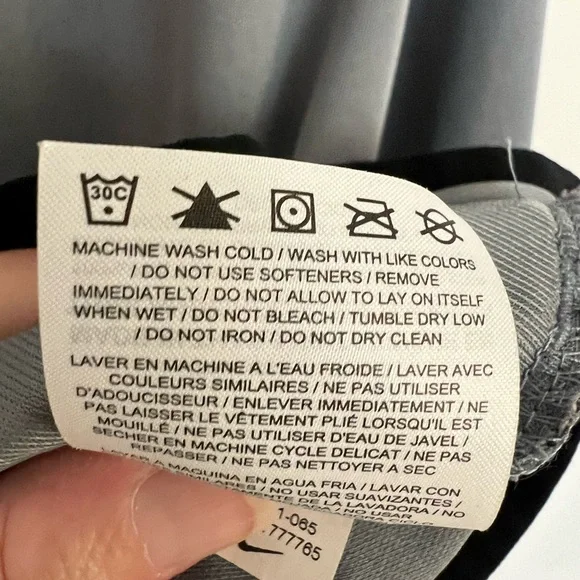 30C
MACHINE WASH COLD / WASH WITH LIKE COLORS
/ DO NOT USE SOFTENERS / REMOVE
IMMEDIATELY / DO NOT ALLOW TO LAY ON ITSELF
WHEN WET / DO NOT BLEACH / TUMBLE DRY LOW
/ DO NOT IRON / DO NOT DRY CLEAN
LAVER EN MACHINE A L'EAU FROIDE / LAVER AVEC
COULEURS SIMILAIRES / NE PAS UTILISER
D'ADOUCISSEUR / ENLEVER IMMEDIATEMENT / NE
PAS LAISSER LE VÊTEMENT PLIÉ LORSQU'IL EST
MOUILLÉ / NE PAS UTILISER D'EAU DE JAVEL /
SECHER EN MACHINE CYCLE DELICAT / NE PAS
REPASSER / NE PAS NETTOYER A SEC
LAVAR A MAQUINA EN AGUA FRIA / LAVAR CON
SIMILARES / NO USAR SUAVIZANTES /
DE LA LAVADORA / NO
CICLO
1-065
.777765